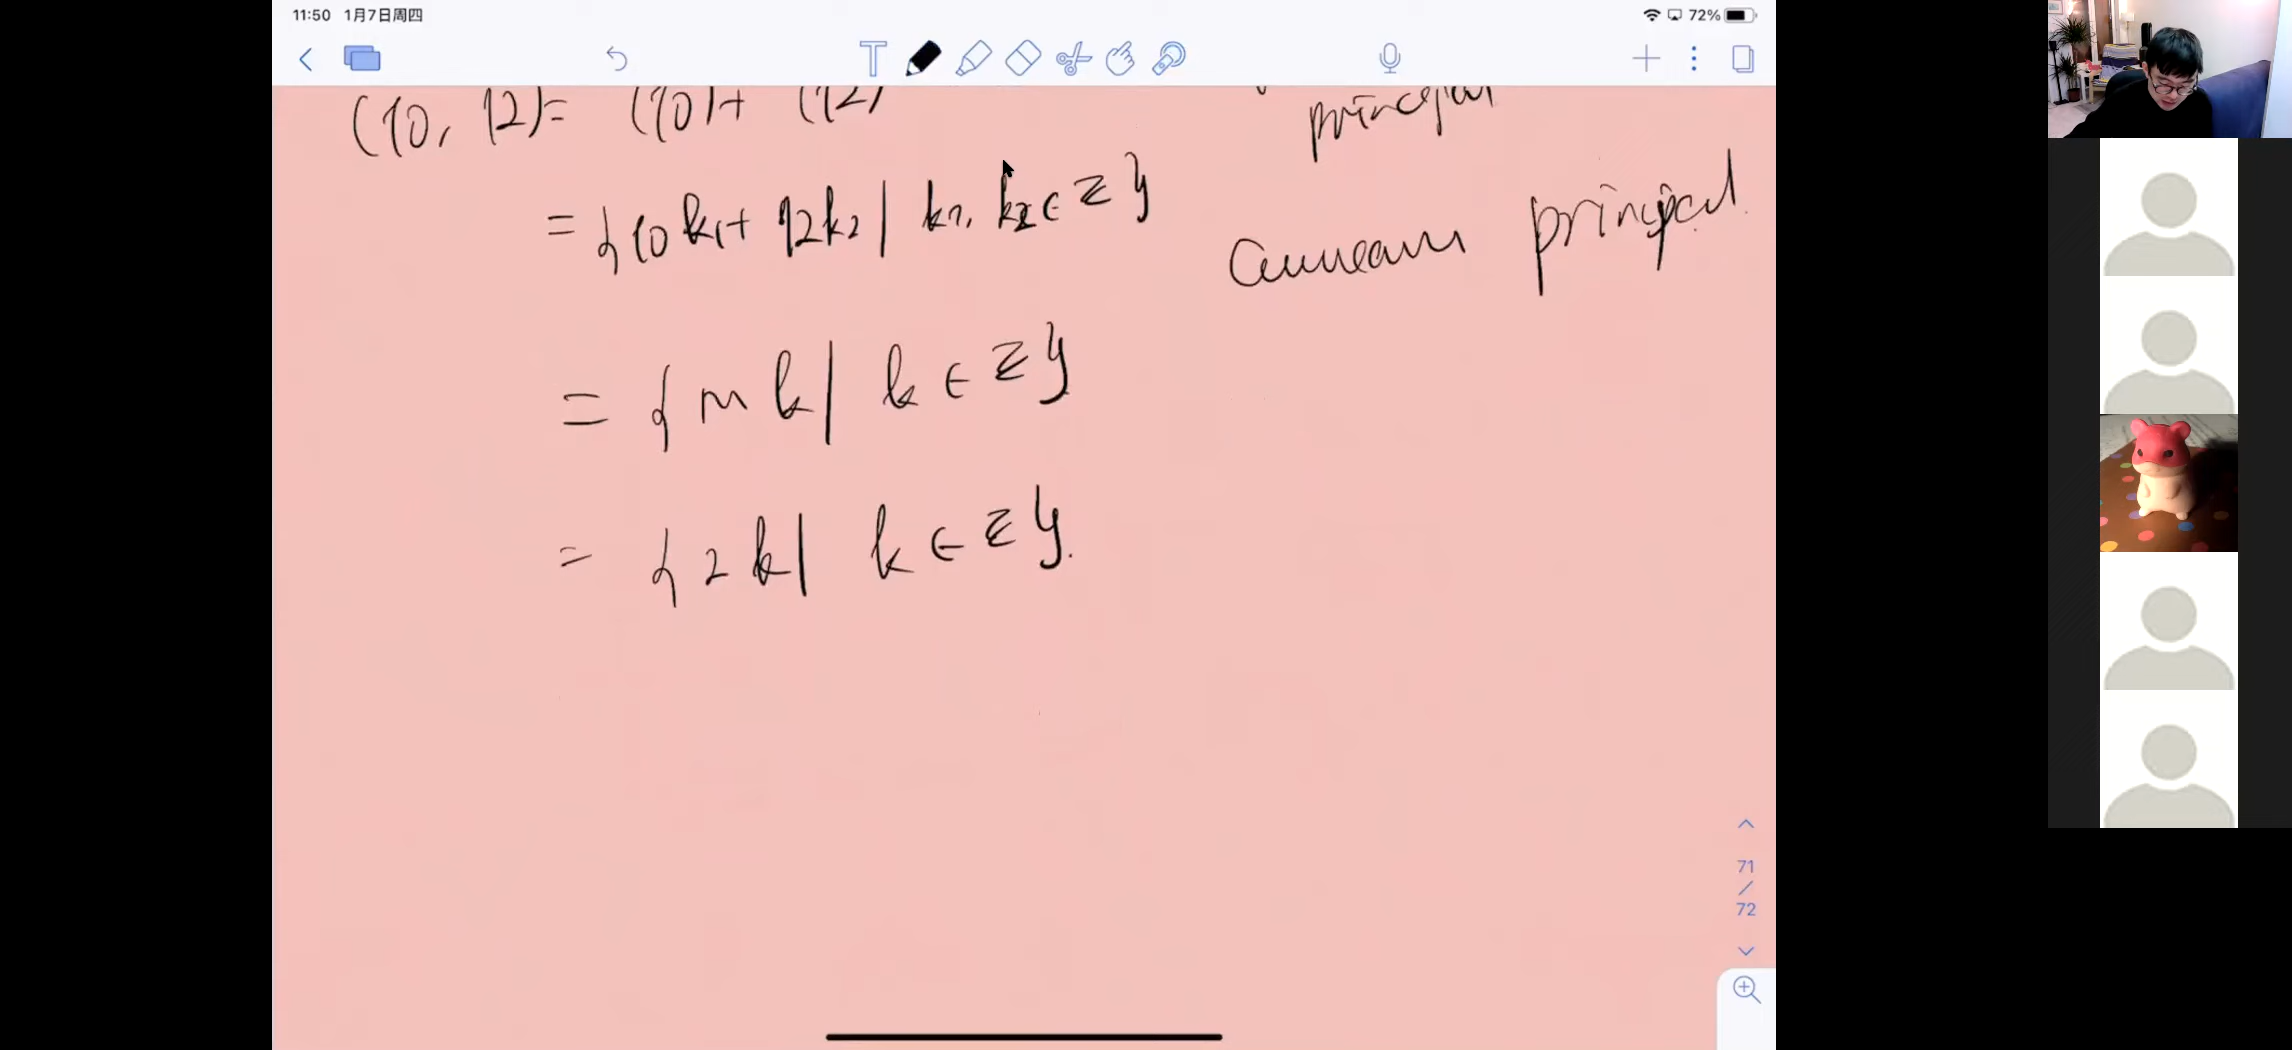 11:50 1月7日周四
72%
(10, 12)= (10)+ (12)
principal
= {10k1+ 12k2| k1, k2∈Z}
anneau principal
= {mk| k∈Z}
= {2k| k∈Z}.
71
/
72